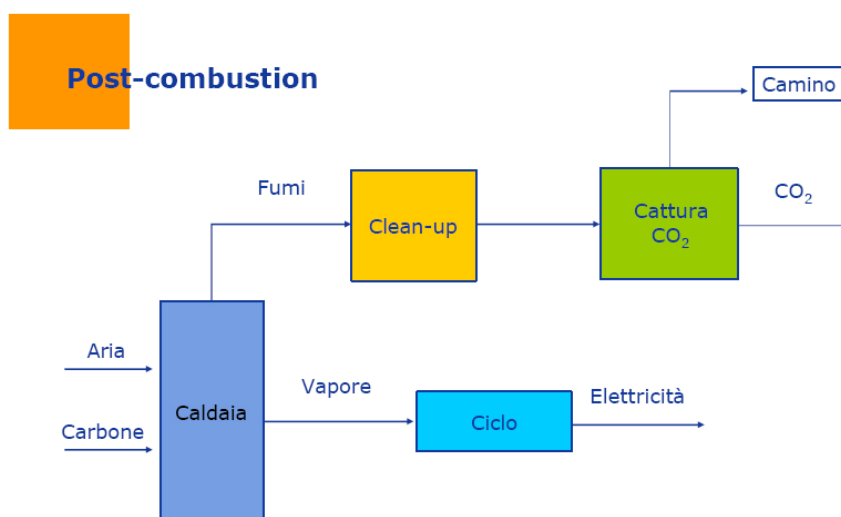 Post-combustion
Camino
Fumi
Clean-up
Cattura
CO₂
CO₂
Aria
Carbone
Caldaia
Vapore
Ciclo
Elettricità